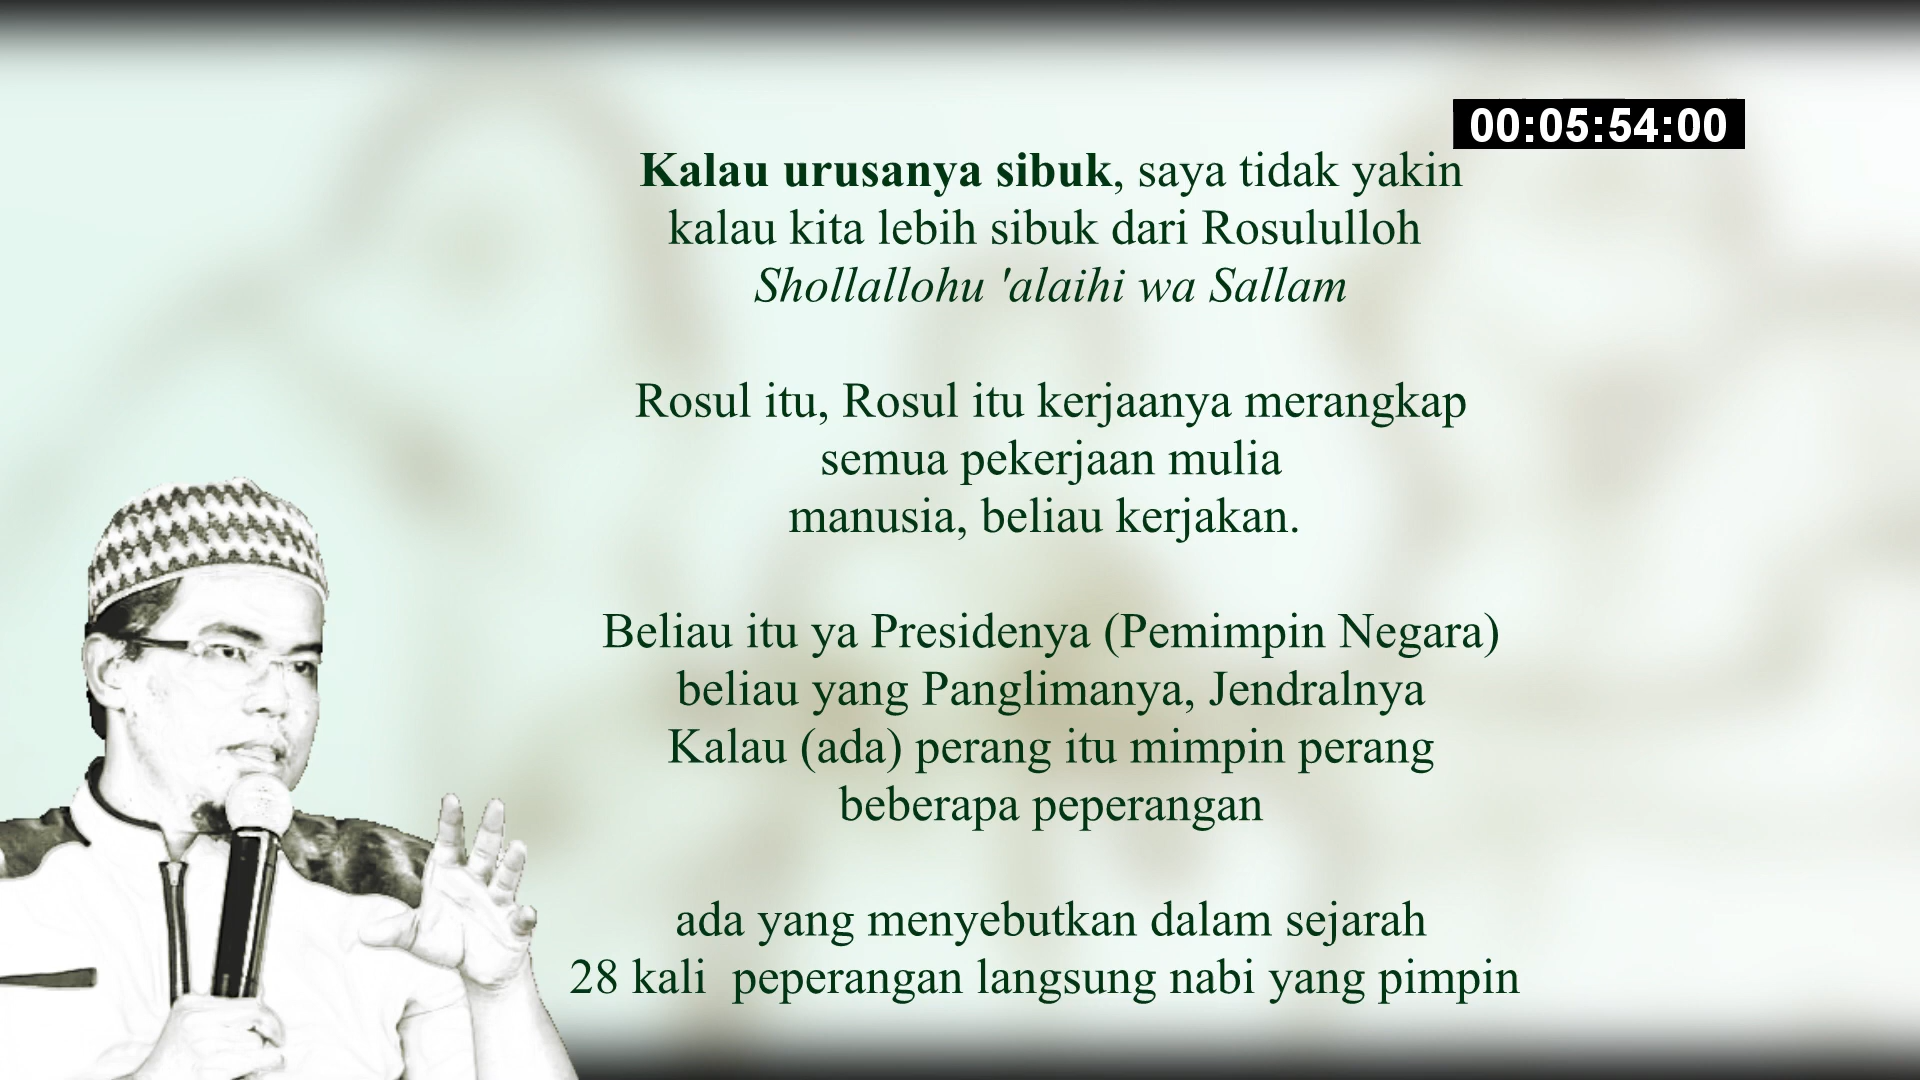 00:05:54:00
Kalau urusanya sibuk, saya tidak yakin
kalau kita lebih sibuk dari Rosululloh
Shollallohu 'alaihi wa Sallam
Rosul itu, Rosul itu kerjaanya merangkap
semua pekerjaan mulia
manusia, beliau kerjakan.
Beliau itu ya Presidenya (Pemimpin Negara)
beliau yang Panglimanya, Jendralnya
Kalau (ada) perang itu mimpin perang
beberapa peperangan
ada yang menyebutkan dalam sejarah
28 kali  peperangan langsung nabi yang pimpin